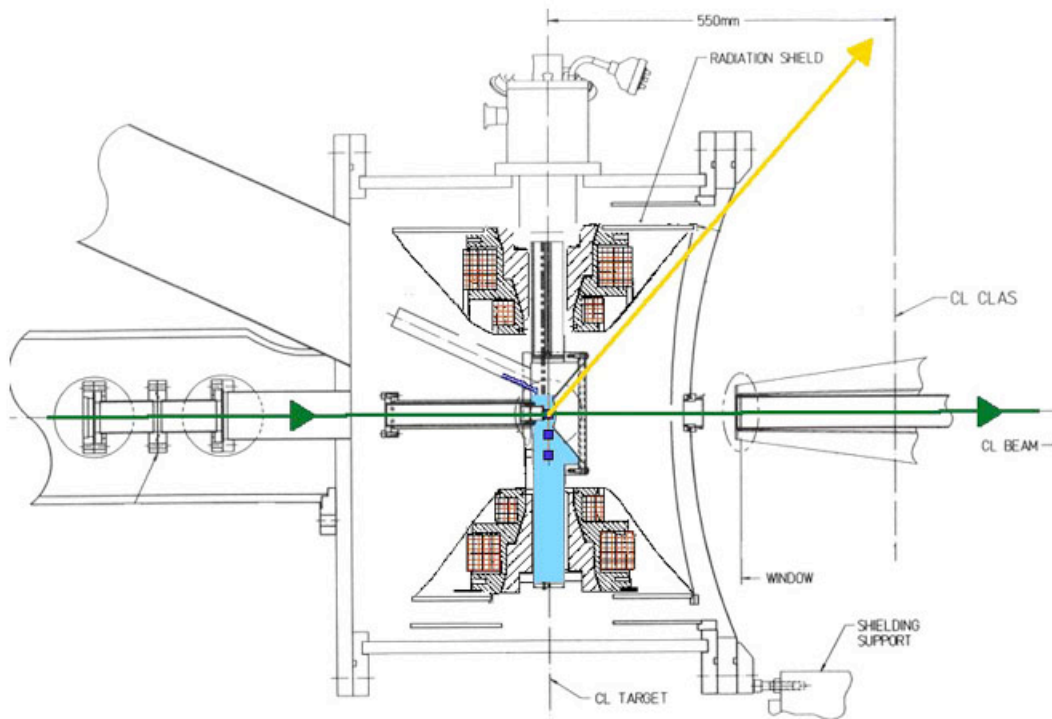 550mm
RADIATION SHIELD
CL CLAS
CL BEAM
WINDOW
SHIELDING
SUPPORT
CL TARGET